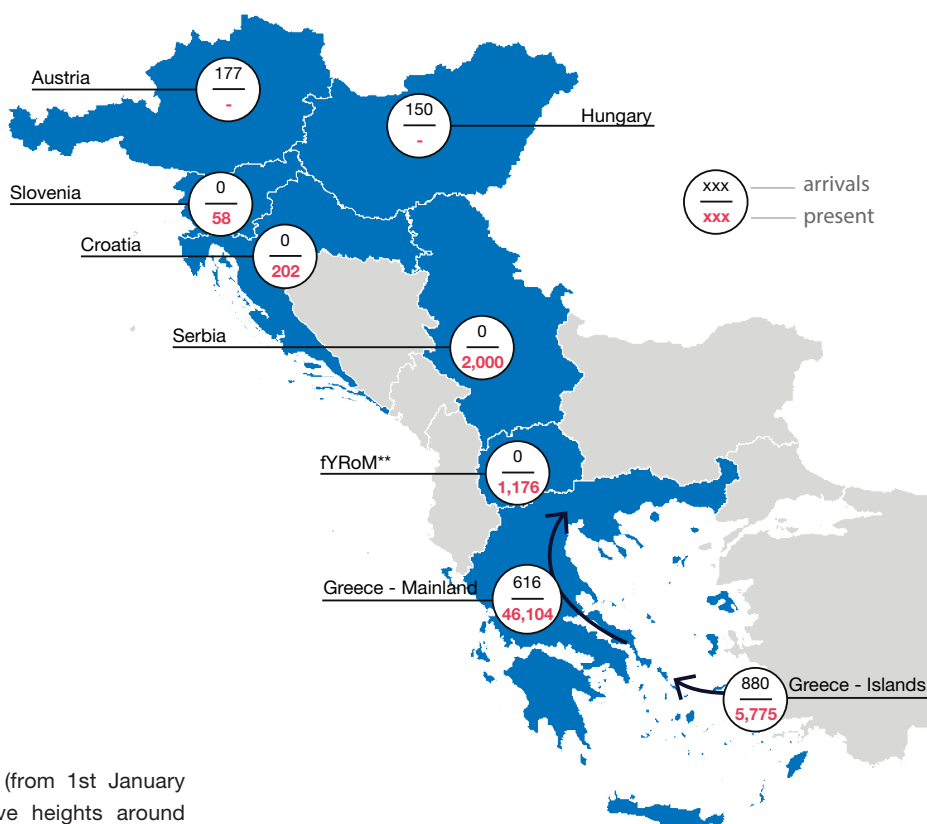 Austria
177
-
150
-
Hungary
Slovenia
0
58
xxx
arrivals
xxx
present
Croatia
0
202
Serbia
0
2,000
fYRoM**
0
1,176
Greece - Mainland
616
46,104
880
5,775
Greece - Islands
(from 1st January
ve heights around